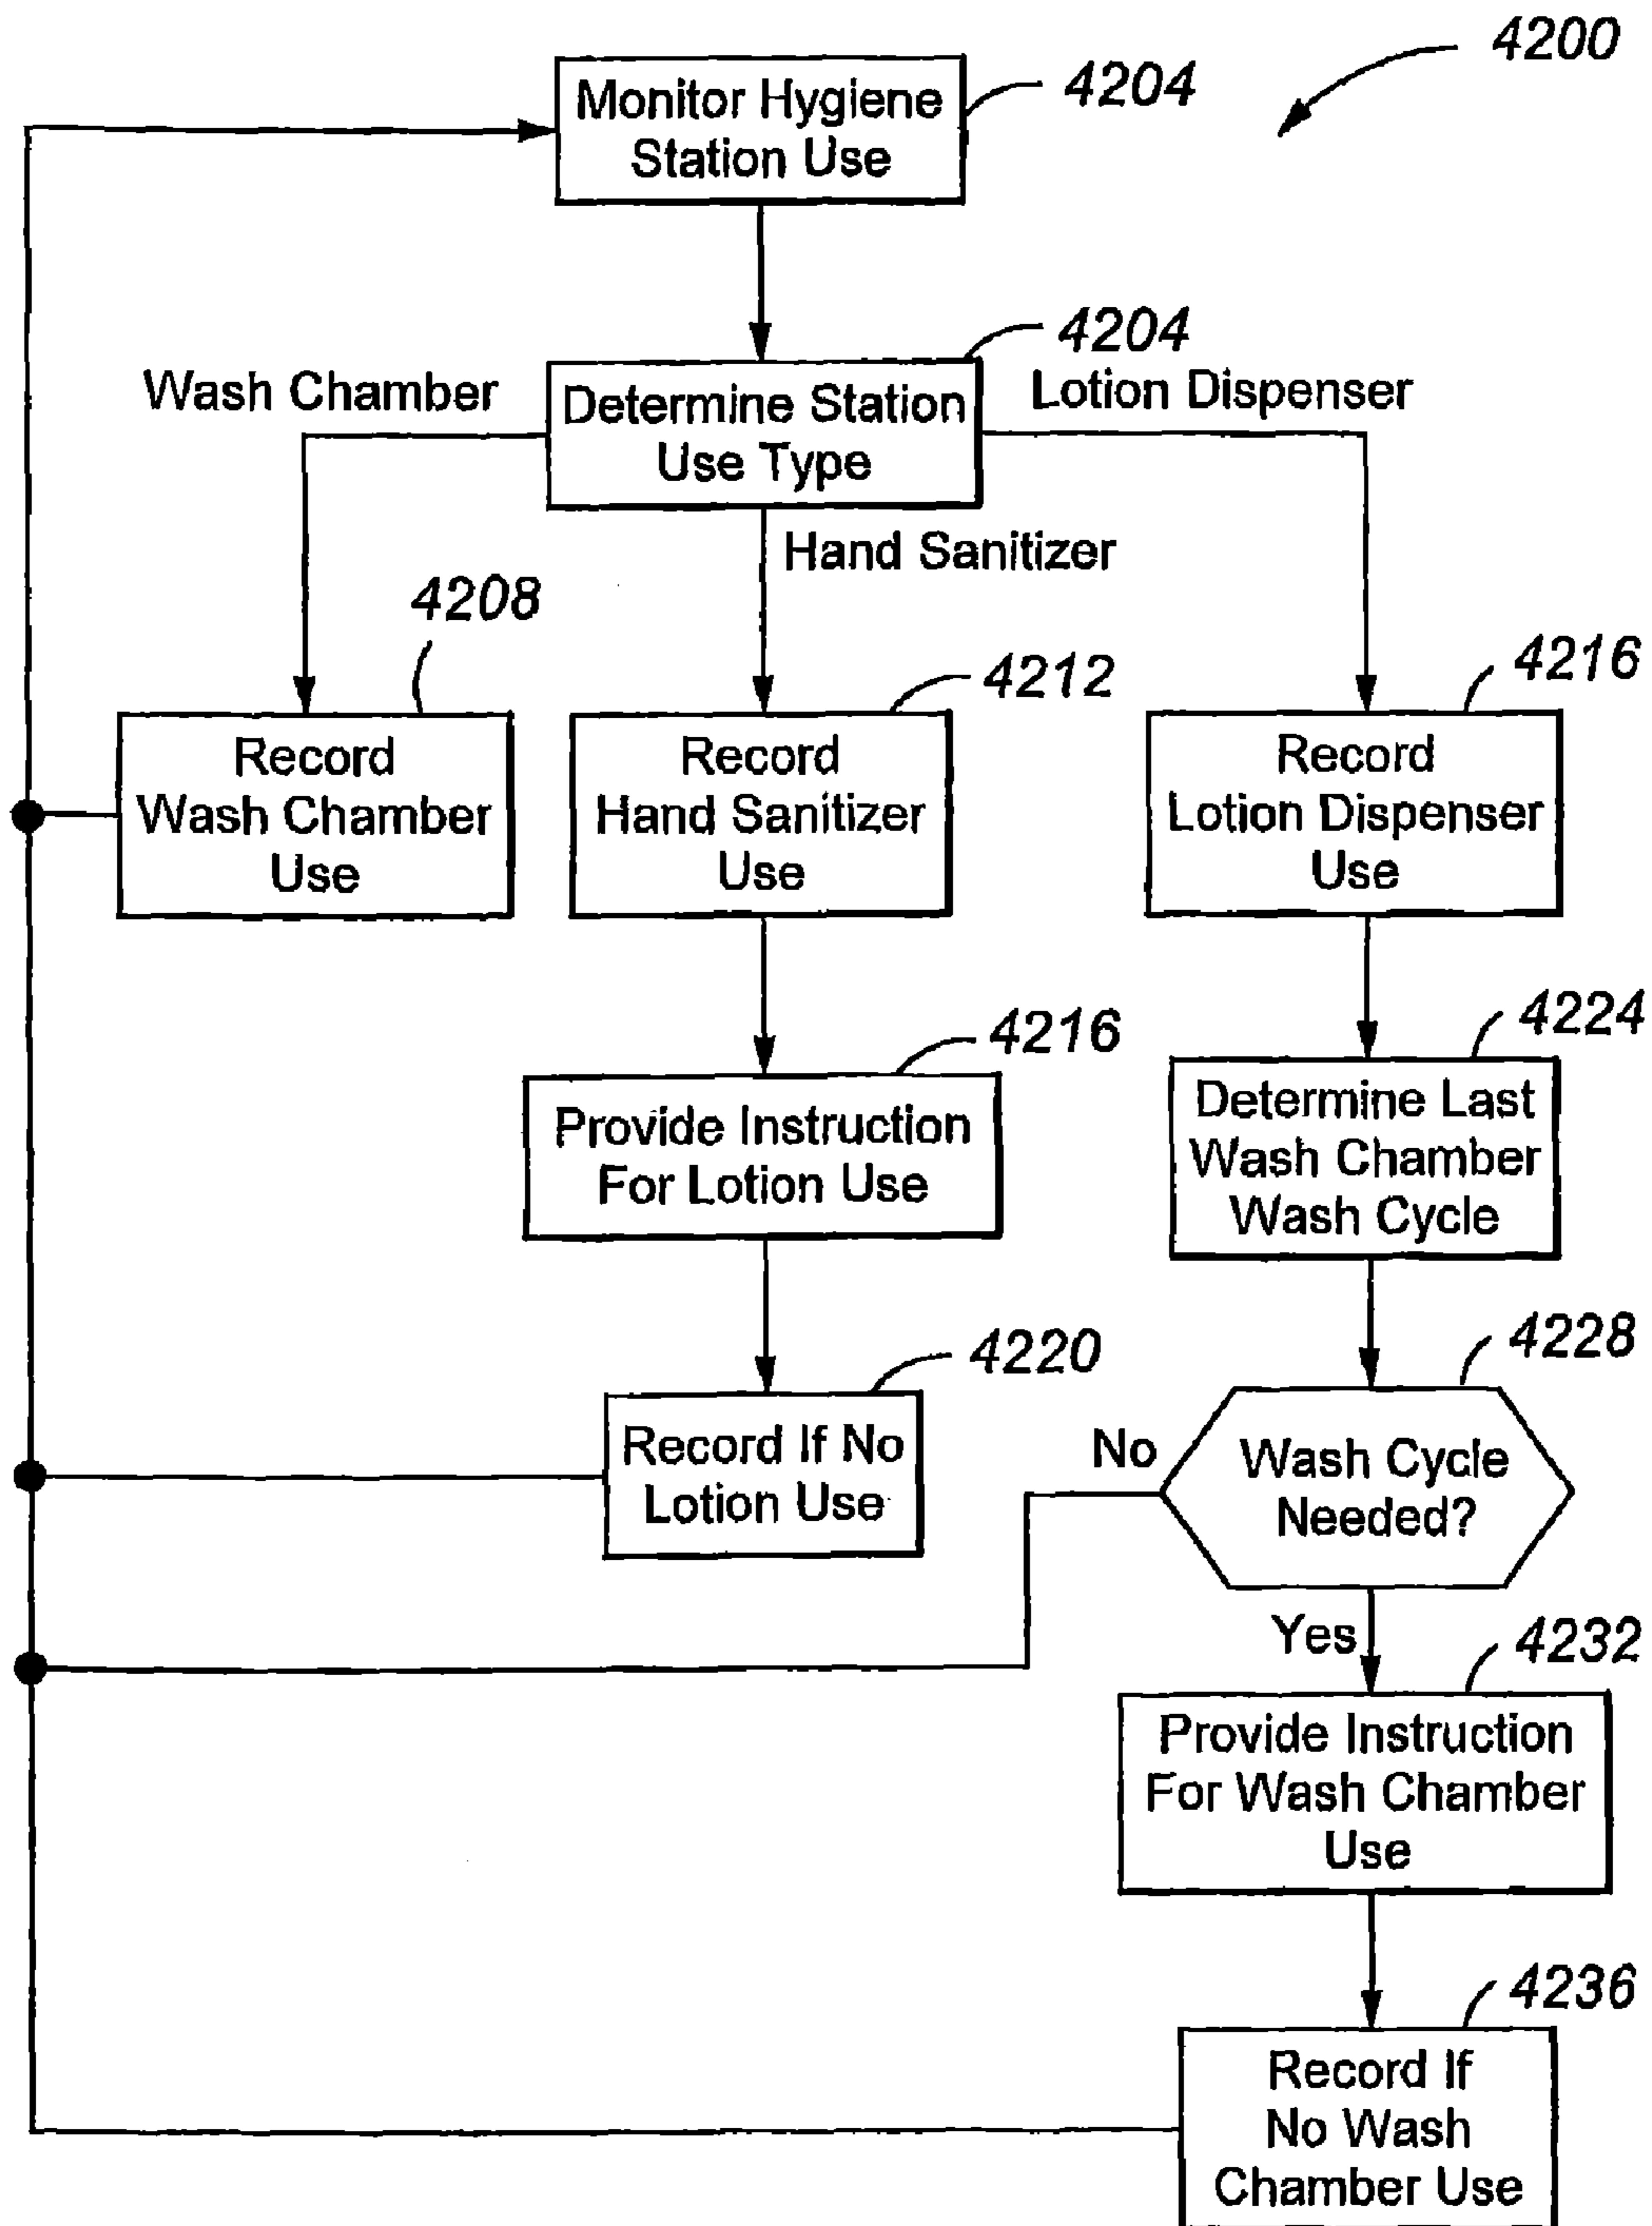 4200
Monitor Hygiene
Station Use
4204
Determine Station
Use Type
4204
Wash Chamber
Lotion Dispenser
Hand Sanitizer
4208
Record
Wash Chamber
Use
4212
Record
Hand Sanitizer
Use
4216
Record
Lotion Dispenser
Use
4216
Provide Instruction
For Lotion Use
4224
Determine Last
Wash Chamber
Wash Cycle
4220
Record If No
Lotion Use
4228
No
Wash Cycle
Needed?
Yes
4232
Provide Instruction
For Wash Chamber
Use
4236
Record If
No Wash
Chamber Use